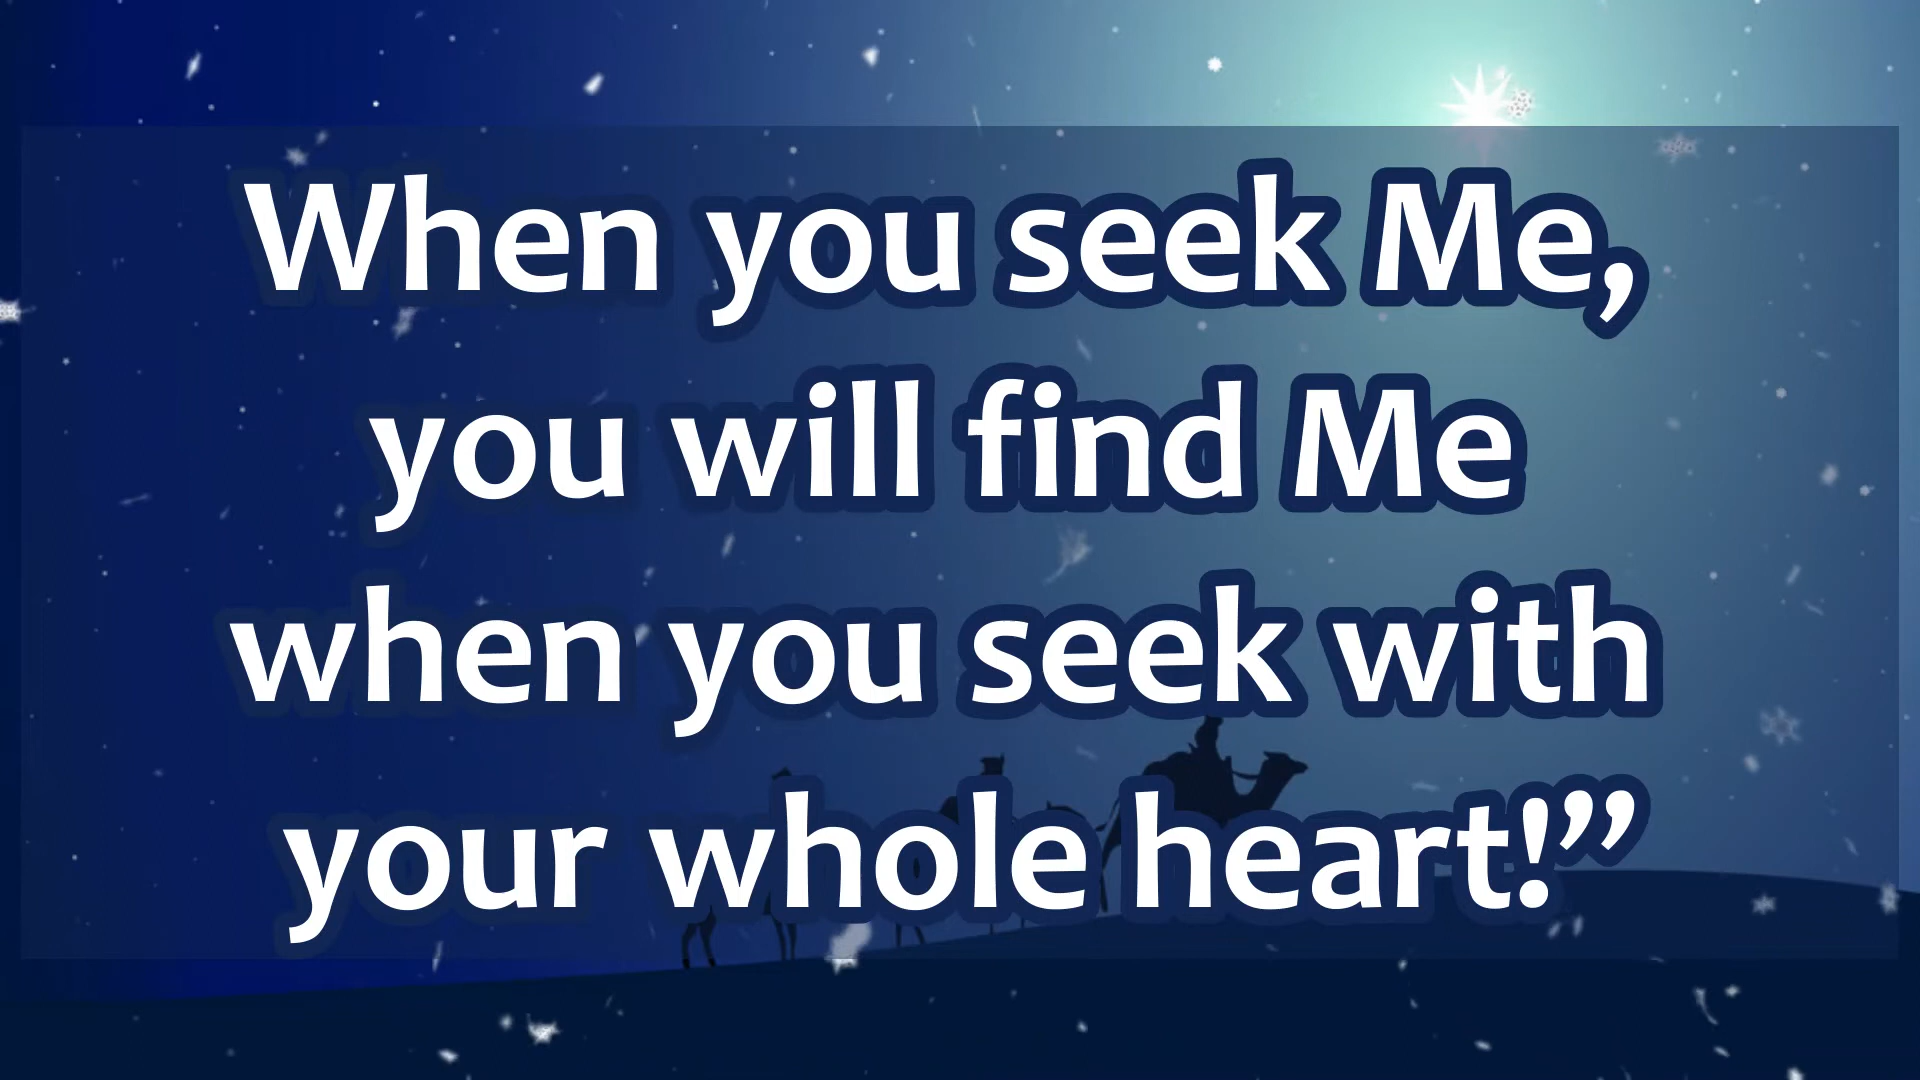 When you seek Me,
you will find Me
when you seek with
your whole heart!”